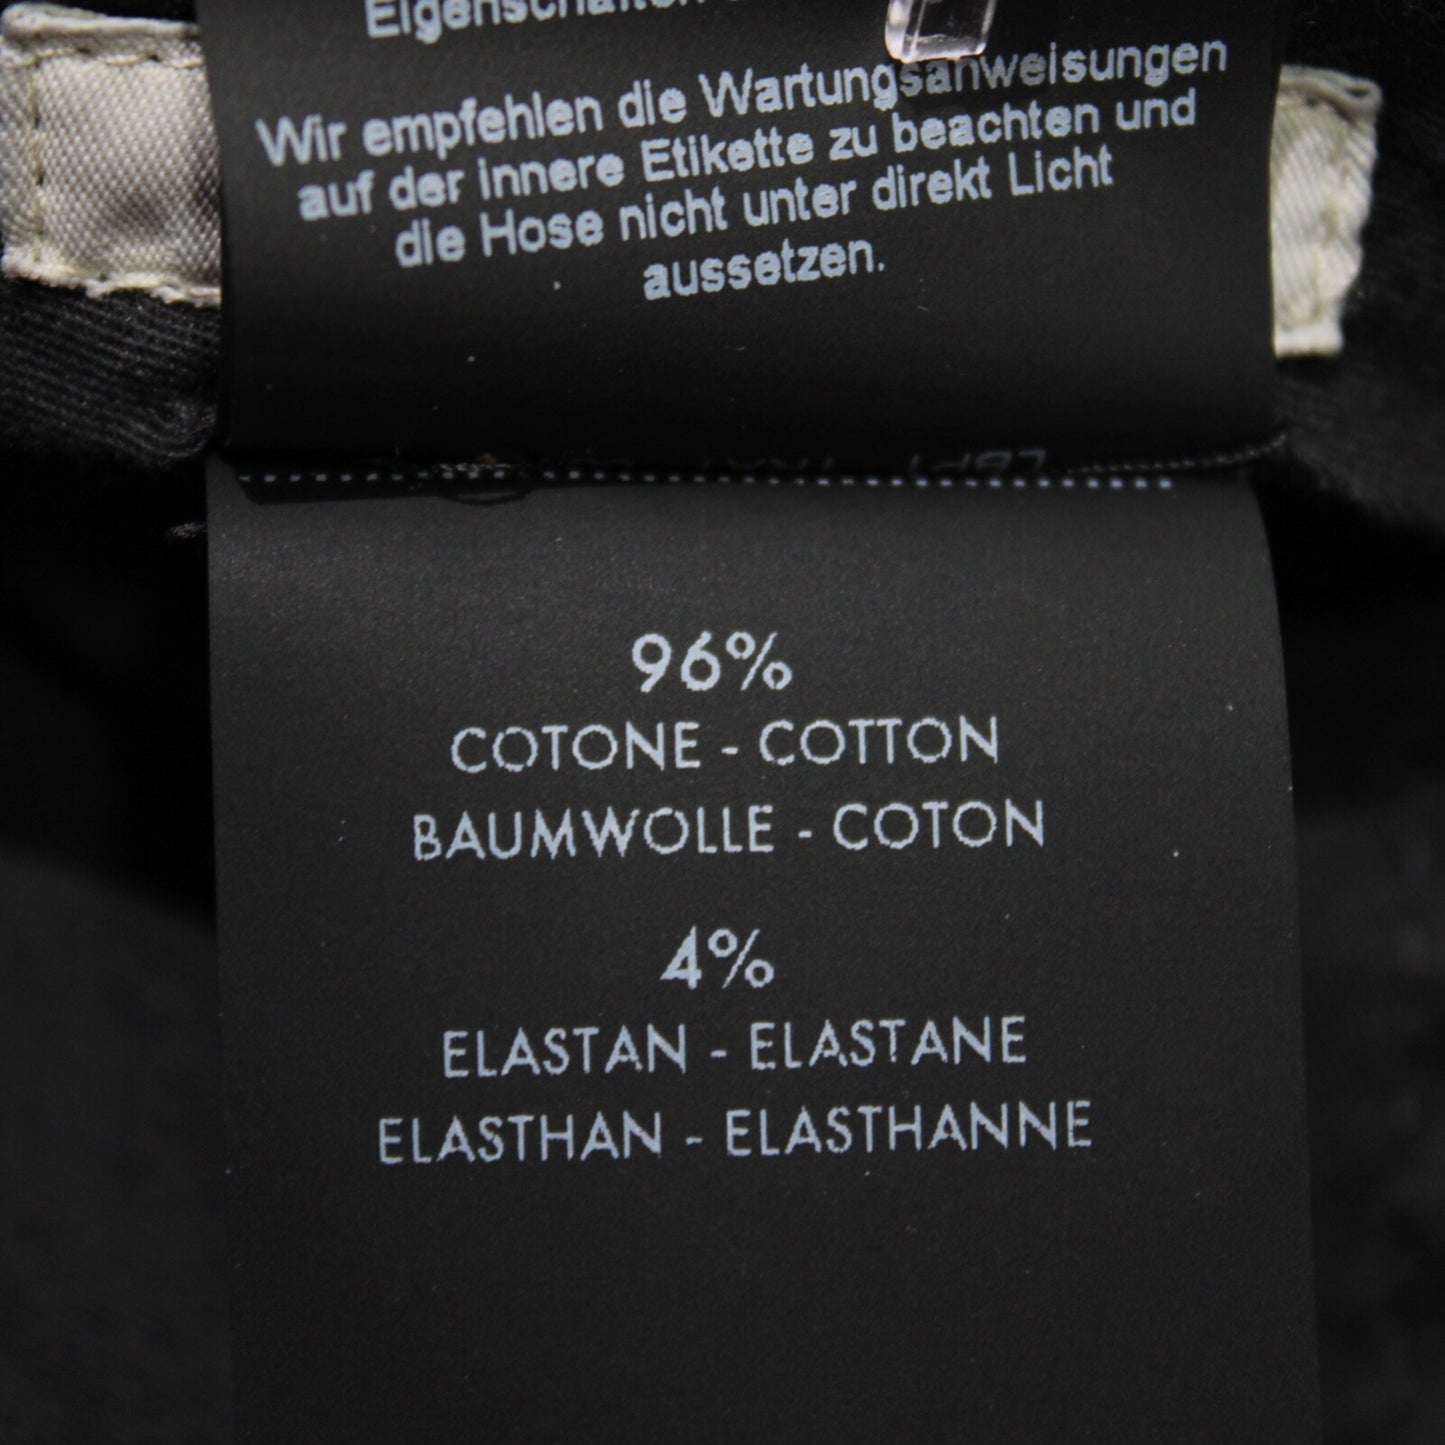 Eigenschaften
Wir empfehlen die Wartungsanweisungen
auf der innere Etikette zu beachten und
die Hose nicht unter direkt Licht
aussetzen.
96%
COTONE - COTTON
BAUMWOLLE - COTON
4%
ELASTAN - ELASTANE
ELASTHAN - ELASTHANNE